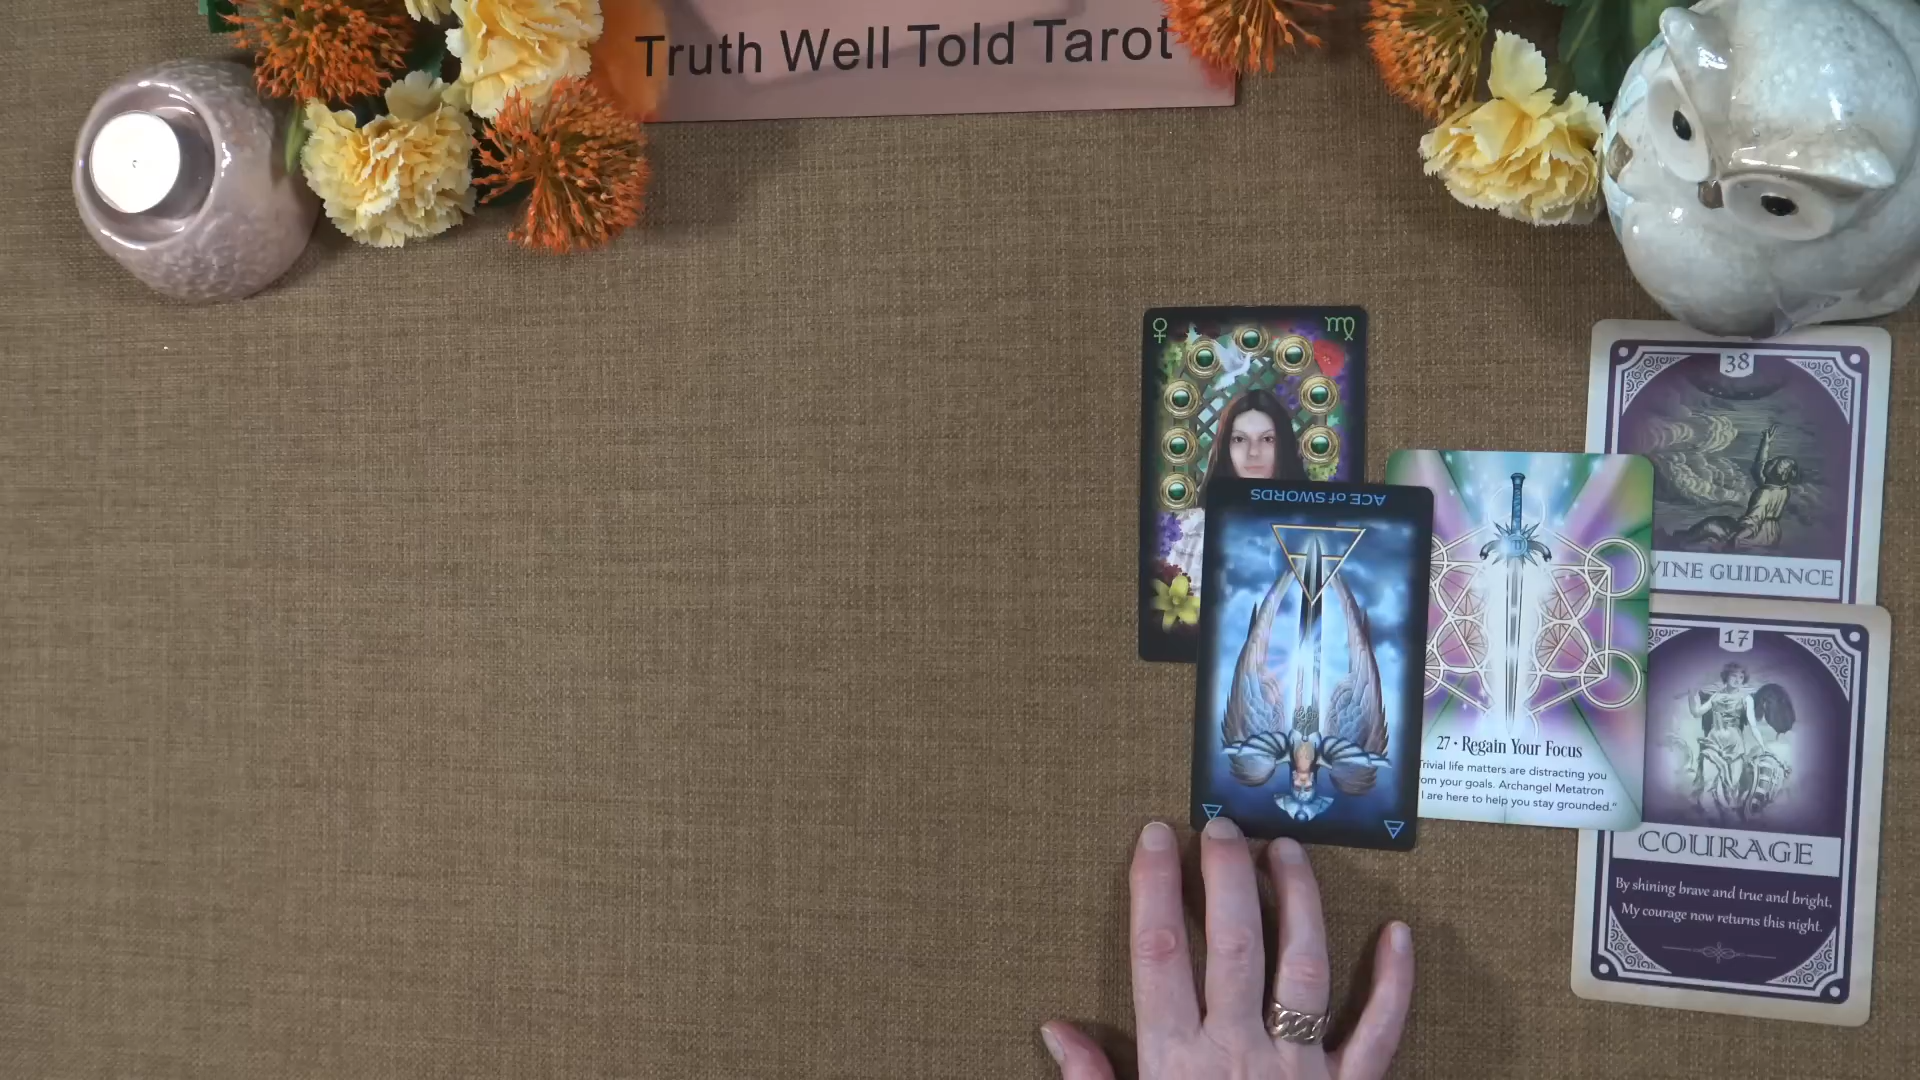 Truth Well Told Tarot
38
VINE GUIDANCE
ACE of SWORDS
17
27 • Regain Your Focus
Trivial life matters are distracting you
om your goals. Archangel Metatron
I are here to help you stay grounded."
COURAGE
By shining brave and true and bright,
My courage now returns this night.